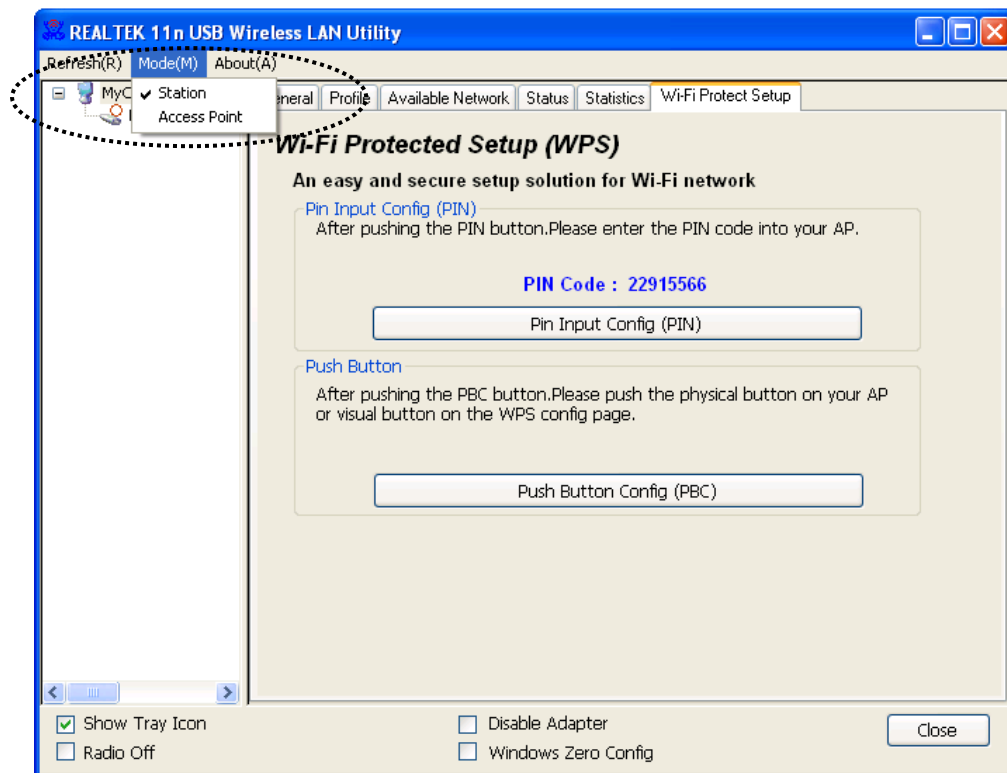 REALTEK 11n USB Wireless LAN Utility
Refresh(R) Mode(M) About(A)
Station
Access Point
Profile Available Network Status Statistics Wi-Fi Protect Setup
Wi-Fi Protected Setup (WPS)
An easy and secure setup solution for Wi-Fi network
Pin Input Config (PIN)
After pushing the PIN button.Please enter the PIN code into your AP.
PIN Code : 22915566
Pin Input Config (PIN)
Push Button
After pushing the PBC button.Please push the physical button on your AP
or visual button on the WPS config page.
Push Button Config (PBC)
Show Tray Icon
Radio Off
Disable Adapter
Windows Zero Config
Close